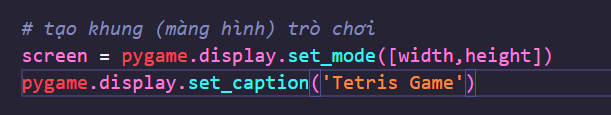 # tạo khung (màng hình) trò chơi
screen = pygame.display.set_mode([width,height])
pygame.display.set_caption('Tetris Game')